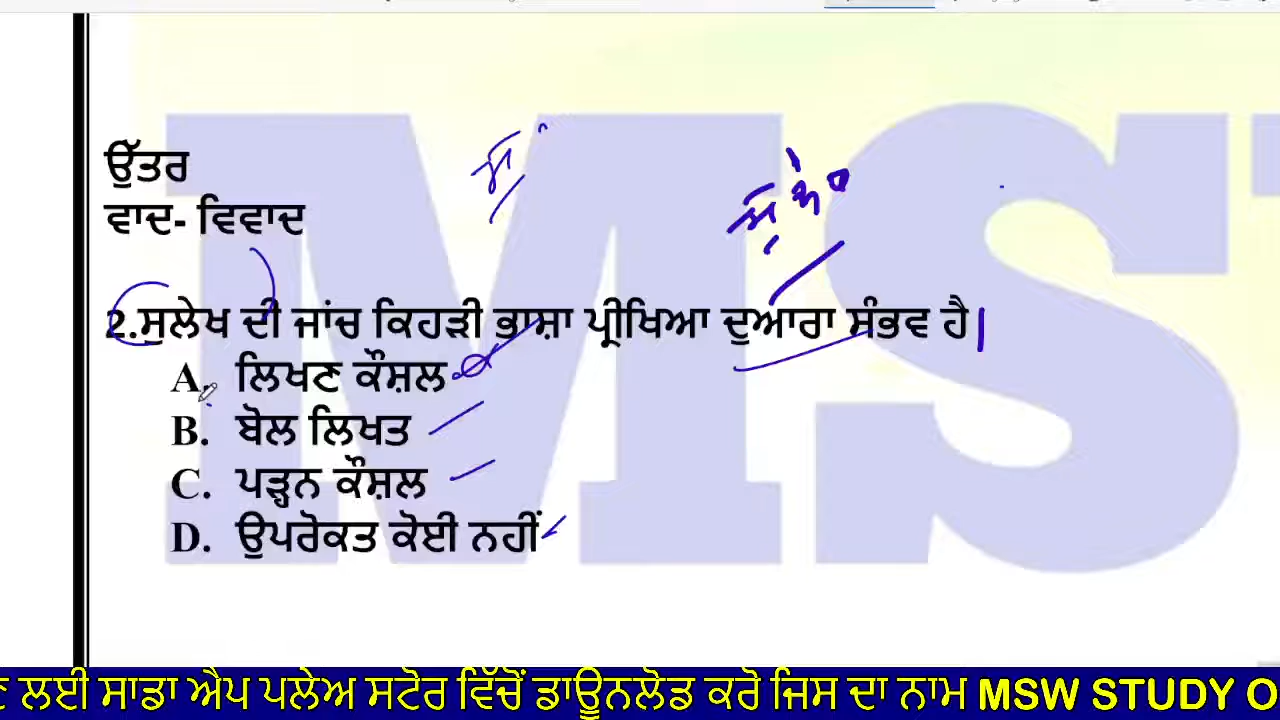 ਉੱਤਰ
ਵਾਦ- ਵਿਵਾਦ
2.ਸੁਲੇਖ ਦੀ ਜਾਂਚ ਕਿਹੜੀ ਭਾਸ਼ਾ ਪ੍ਰੀਖਿਆ ਦੁਆਰਾ ਸੰਭਵ ਹੈ|
A. ਲਿਖਣ ਕੌਸ਼ਲ
B. ਬੋਲ ਲਿਖਤ
C. ਪੜ੍ਹਨ ਕੌਸ਼ਲ
D. ਉਪਰੋਕਤ ਕੋਈ ਨਹੀਂ
ਲਈ ਸਾਡਾ ਐਪ ਪਲੇਅ ਸਟੋਰ ਵਿੱਚੋਂ ਡਾਊਨਲੋਡ ਕਰੋ ਜਿਸ ਦਾ ਨਾਮ MSW STUDY O